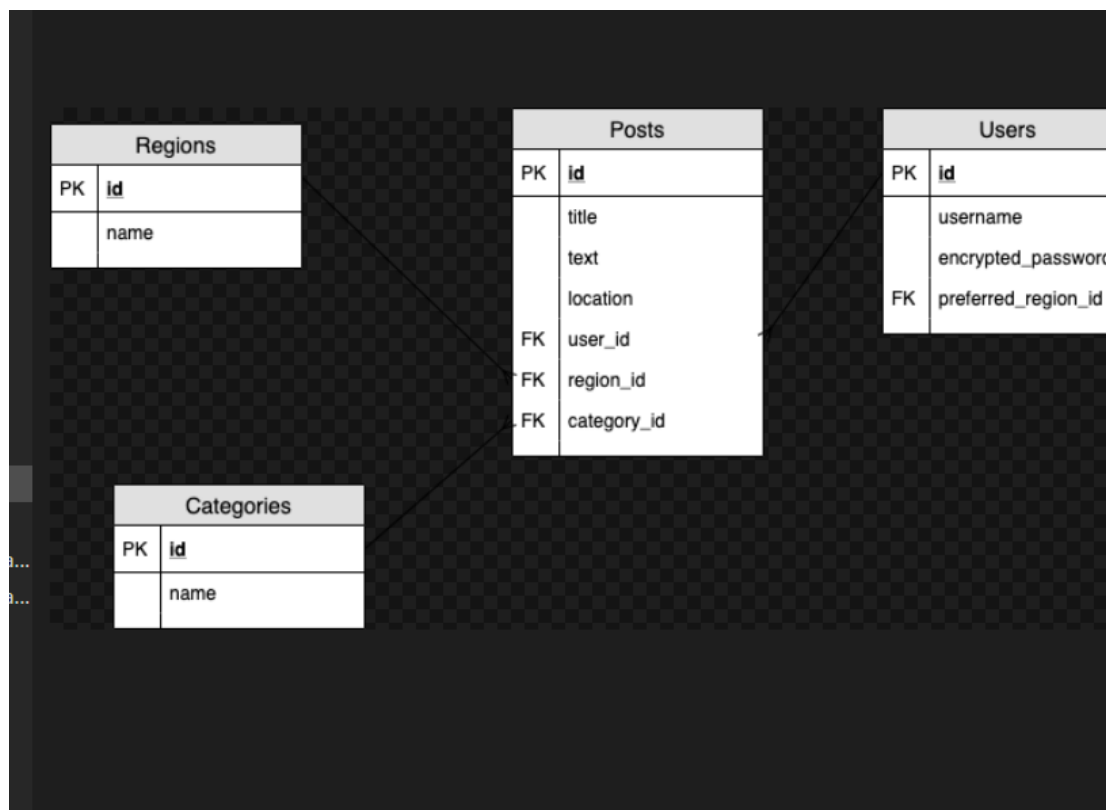 Regions
PK id
name
Posts
PK id
title
text
location
FK user_id
FK region_id
FK category_id
Users
PK id
username
encrypted_password
FK preferred_region_id
Categories
PK id
name
a...
a...